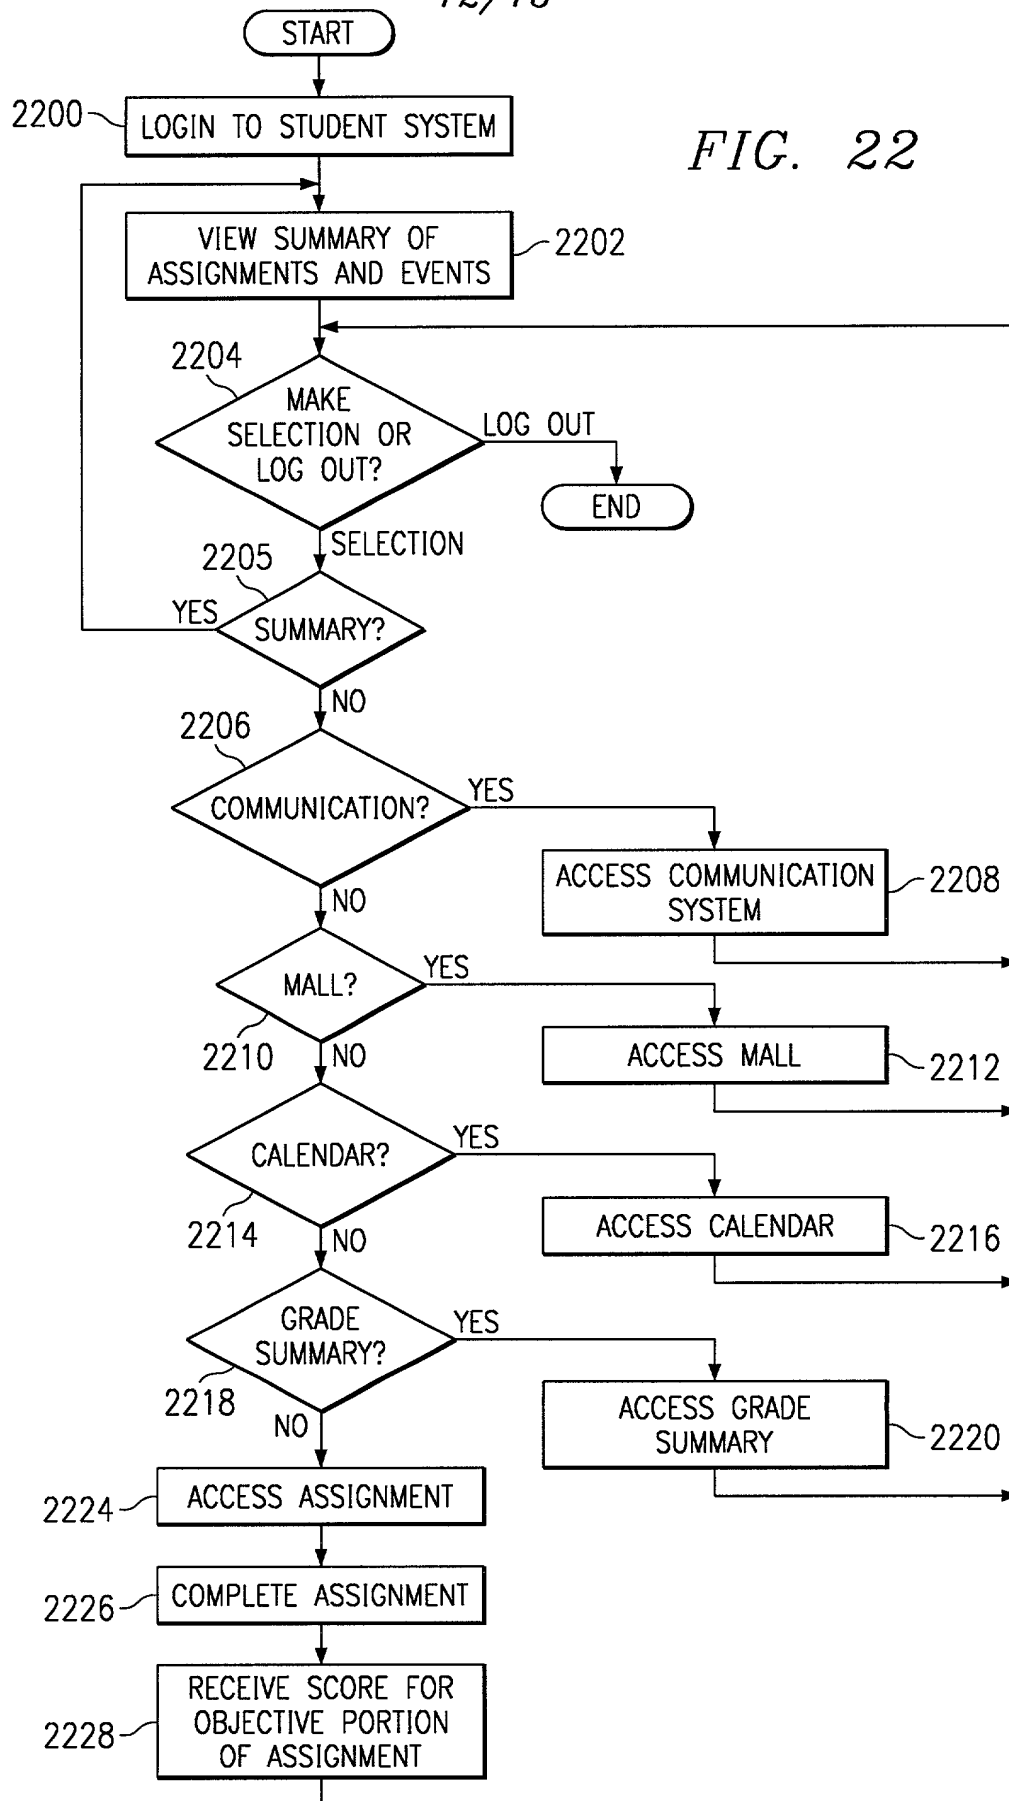 START
2200
LOGIN TO STUDENT SYSTEM
FIG. 22
VIEW SUMMARY OF
ASSIGNMENTS AND EVENTS
2202
2204
MAKE
SELECTION OR
LOG OUT?
LOG OUT
END
SELECTION
2205
YES
SUMMARY?
NO
2206
COMMUNICATION?
YES
ACCESS COMMUNICATION
SYSTEM
2208
NO
MALL?
YES
2210
NO
ACCESS MALL
2212
CALENDAR?
YES
2214
NO
ACCESS CALENDAR
2216
GRADE
SUMMARY?
YES
2218
NO
ACCESS GRADE
SUMMARY
2220
2224
ACCESS ASSIGNMENT
2226
COMPLETE ASSIGNMENT
2228
RECEIVE SCORE FOR
OBJECTIVE PORTION
OF ASSIGNMENT